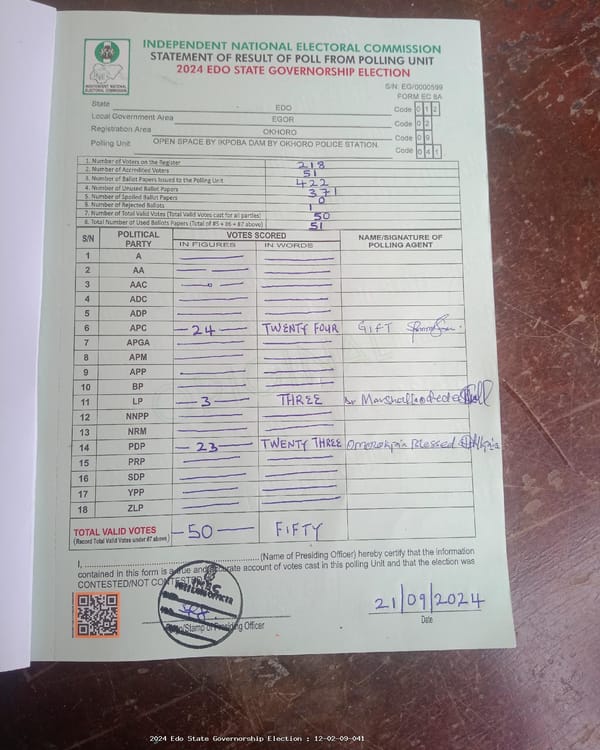 INDEPENDENT NATIONAL ELECTORAL COMMISSION
STATEMENT OF RESULT OF POLL FROM POLLING UNIT
2024 EDO STATE GOVERNORSHIP ELECTION
INDEPENDENT NATIONAL ELECTORAL COMMISSION
S/N: EG/0000599
FORM EC 8A
State EDO Code 0 1 2
Local Government Area EGOR Code 0 2
Registration Area OKHORO Code 0 9
Polling Unit OPEN SPACE BY IKPOBA DAM BY OKHORO POLICE STATION. Code 0 4 1
1. Number of Voters on the Register 218
2. Number of Accredited Voters 51
3. Number of Ballot Papers Issued to the Polling Unit 422
4. Number of Unused Ballot Papers 371
5. Number of Spoiled Ballot Papers 0
6. Number of Rejected Ballots 1
7. Number of Total Valid Votes (Total Valid Votes cast for all parties) 50
8. Total Number of Used Ballots Papers (Total of #5 + #6 + #7 above) 51
S/N POLITICAL PARTY VOTES SCORED NAME/SIGNATURE OF POLLING AGENT
IN FIGURES IN WORDS
1 A
2 AA
3 AAC
4 ADC
5 ADP
6 APC 24 TWENTY FOUR GIFT
7 APGA
8 APM
9 APP
10 BP
11 LP 3 THREE
12 NNPP
13 NRM
14 PDP 23 TWENTY THREE Blessed
15 PRP
16 SDP
17 YPP
18 ZLP
TOTAL VALID VOTES 50 FIFTY
(Record Total Valid Votes under #7 above)
I, (Name of Presiding Officer) hereby certify that the information
contained in this form is a true and accurate account of votes cast in this polling Unit and that the election was
CONTESTED/NOT CONTESTED
INEC
PRESIDING OFFICER
/Stamp of Presiding Officer
21/09/2024
Date
2024 Edo State Governorship Election : 12-02-09-041